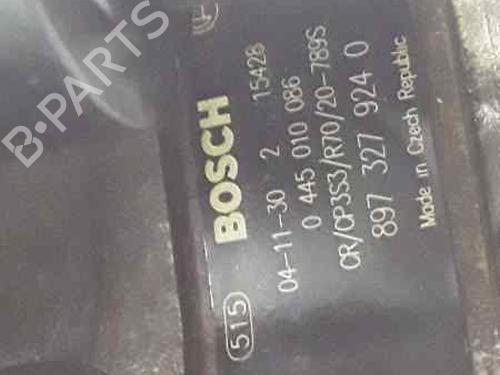 515 BOSCH
04-11-30 2 15428
0 445 010 086
CR/CP3S3/R70/20-789S
897 327 924 0
Made in Czech Republic
B-PARTS